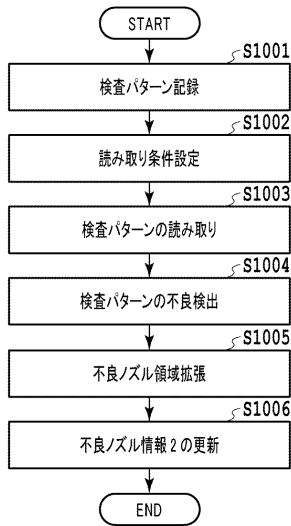 START
S1001
検査パターン記録
S1002
読み取り条件設定
S1003
検査パターンの読み取り
S1004
検査パターンの不良検出
S1005
不良ノズル領域拡張
S1006
不良ノズル情報2の更新
END